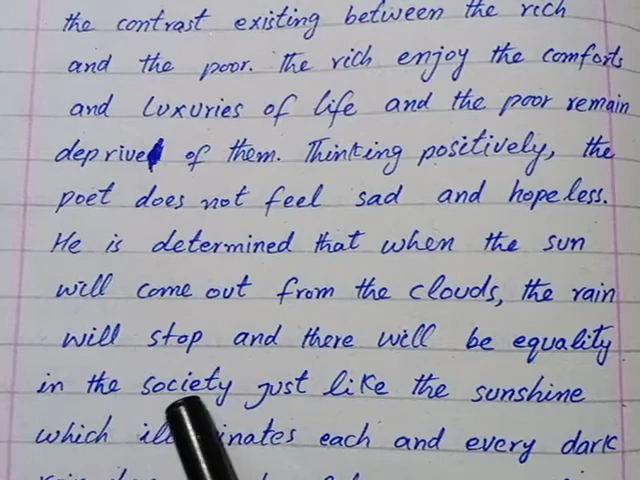 the contrast existing between the rich
and the poor. The rich enjoy the comforts
and luxuries of life and the poor remain
deprived of them. Thinking positively, the
poet does not feel sad and hopeless.
He is determined that when the sun
will come out from the clouds, the rain
will stop and there will be equality
in the society just like the sunshine
which each and every dark